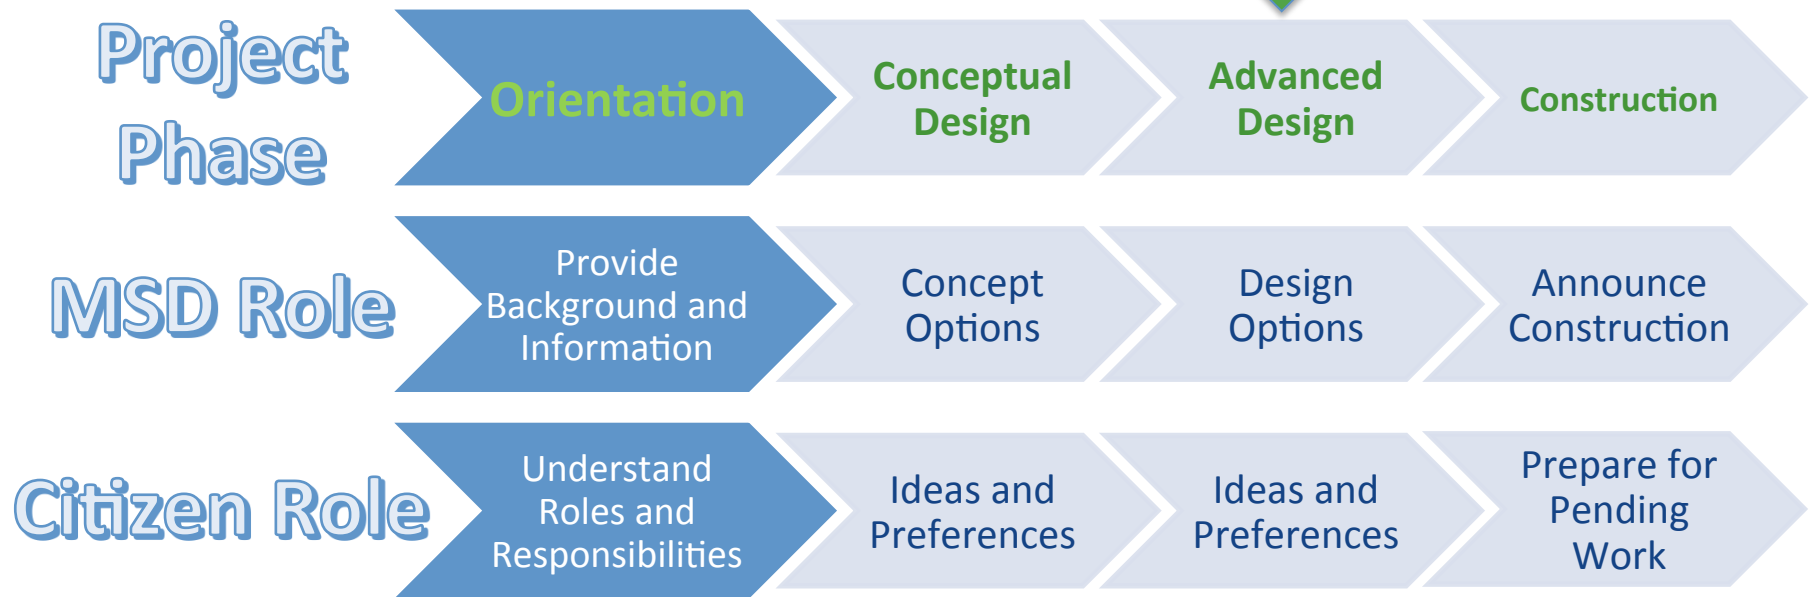 Project
Phase
Orientation
Conceptual
Design
Advanced
Design
Construction
MSD Role
Provide
Background and
Information
Concept
Options
Design
Options
Announce
Construction
Citizen Role
Understand
Roles and
Responsibilities
Ideas and
Preferences
Ideas and
Preferences
Prepare for
Pending
Work